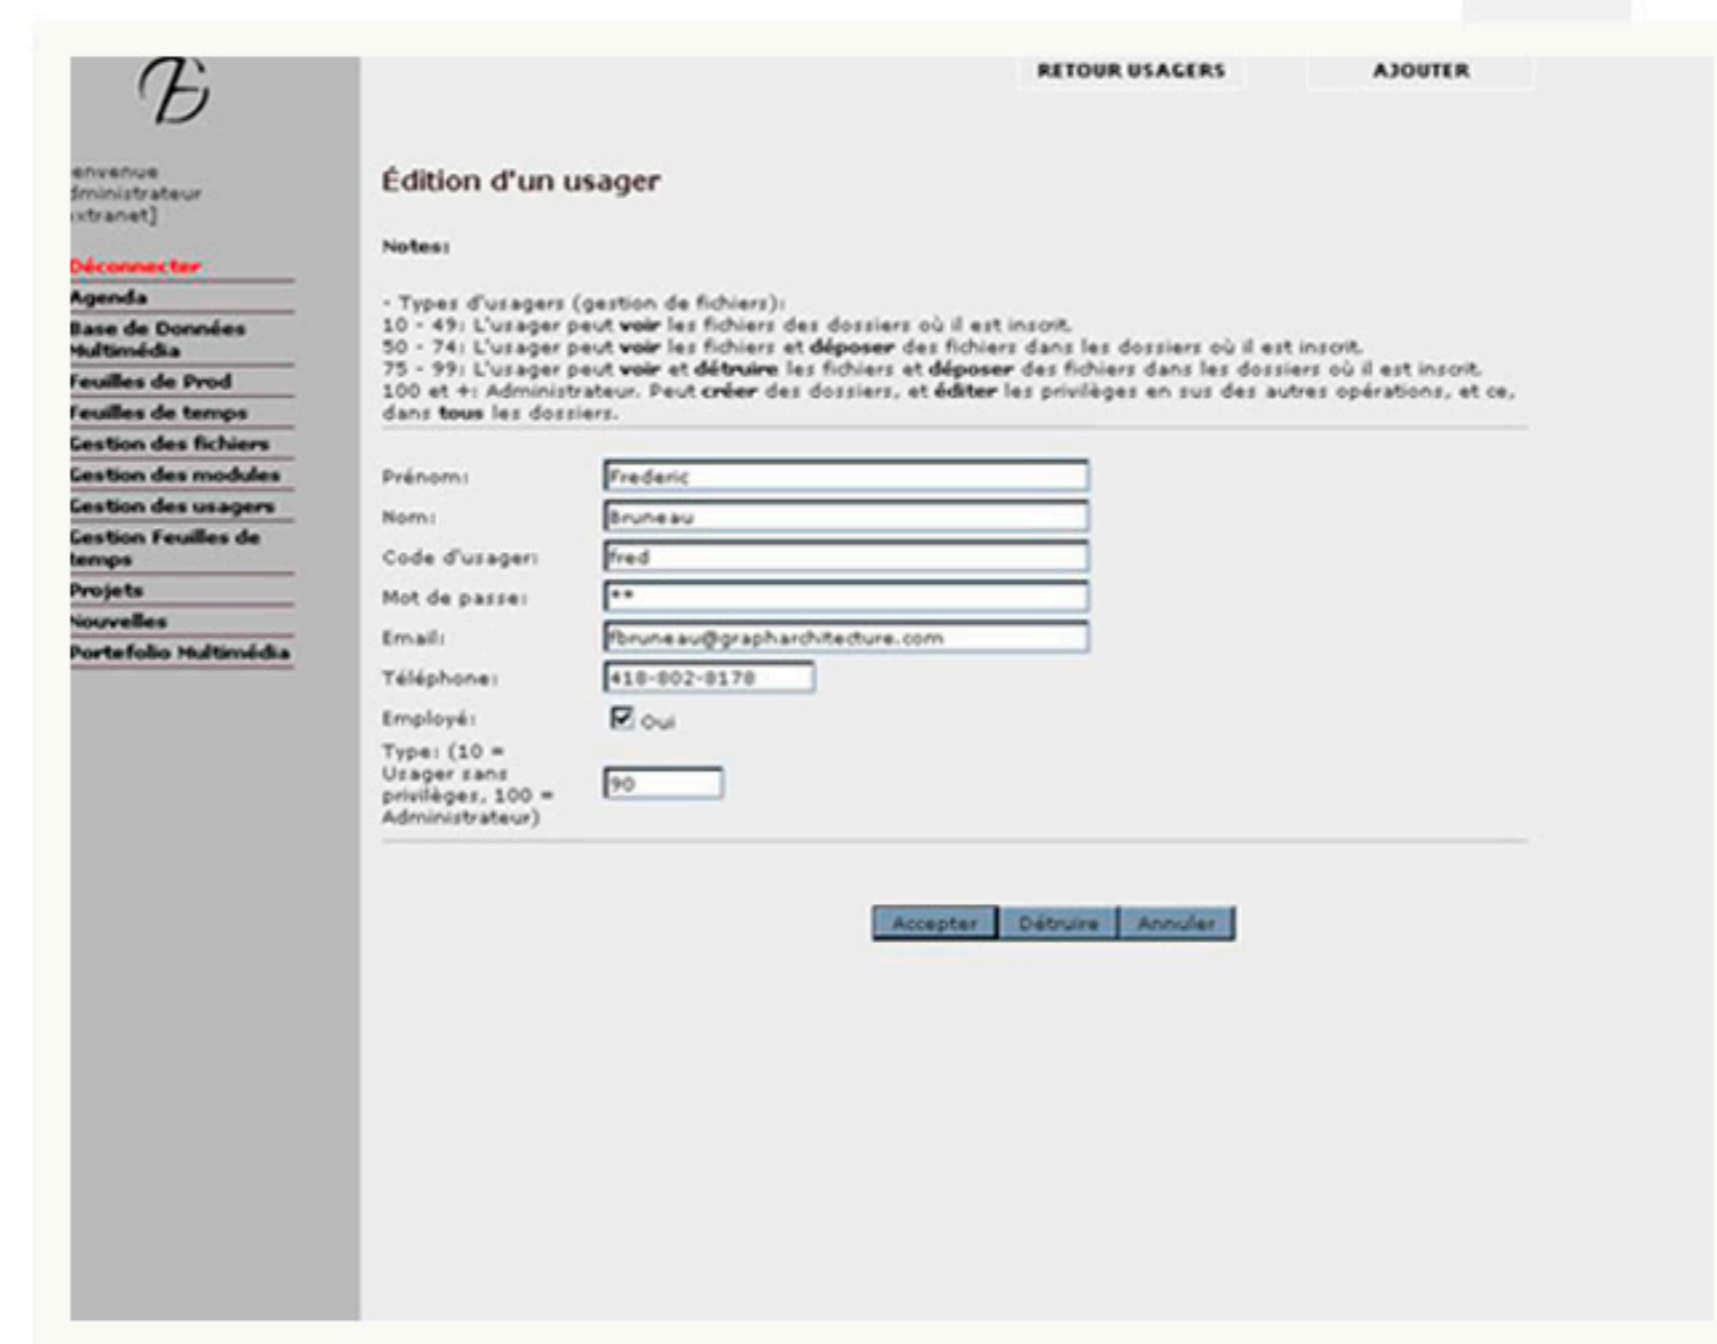 RETOUR USAGERS
AJOUTER
envenue
dministrateur
xtranet]
Déconnecter
Agenda
Base de Données
Multimédia
Feuilles de Prod
Feuilles de temps
Gestion des fichiers
Gestion des modules
Gestion des usagers
Gestion Feuilles de
temps
Projets
Nouvelles
Portefolio Multimédia
Édition d'un usager
Notes:
- Types d'usagers (gestion de fichiers):
10 - 49: L'usager peut voir les fichiers des dossiers où il est inscrit.
50 - 74: L'usager peut voir les fichiers et déposer des fichiers dans les dossiers où il est inscrit.
75 - 99: L'usager peut voir et détruire les fichiers et déposer des fichiers dans les dossiers où il est inscrit.
100 et +: Administrateur. Peut créer des dossiers, et éditer les privilèges en sus des autres opérations, et ce,
dans tous les dossiers.
Prénom: Frederic
Nom: Bruneau
Code d'usager: fred
Mot de passe: **
Email: fbruneau@grapharchitecture.com
Téléphone: 418-802-8178
Employé: Oui
Type: (10 =
Usager sans
privilèges, 100 =
Administrateur)
90
Accepter Détruire Annuler